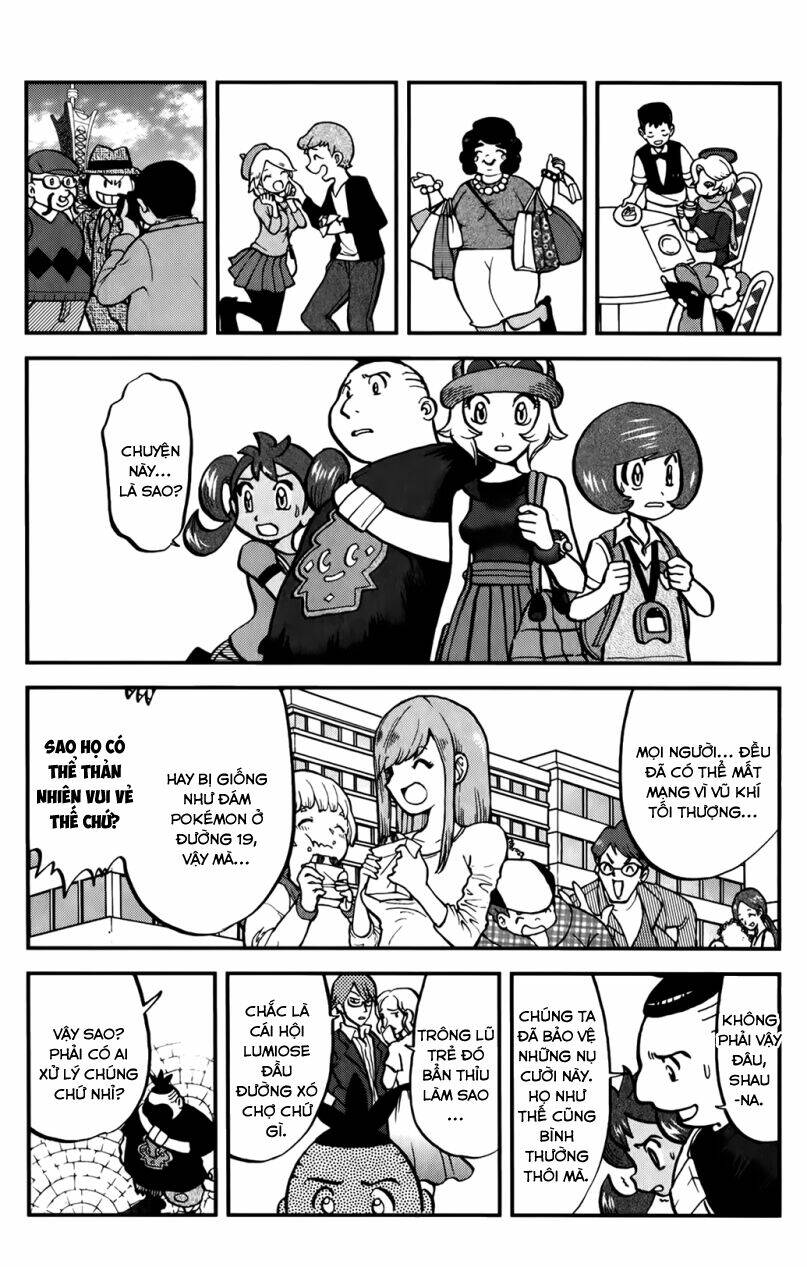 CHUYỆN
NÀY...
LÀ SAO?
MỌI NGƯỜI... ĐỀU
ĐÃ CÓ THỂ MẤT
MẠNG VÌ VŨ KHÍ
TỐI THƯỢNG...
HAY BỊ GIỐNG
NHƯ ĐÁM
POKÉMON Ở
ĐƯỜNG 19,
VẬY MÀ...
SAO HỌ CÓ
THỂ THẢN
NHIÊN VUI VẺ
THẾ CHỨ?
KHÔNG
PHẢI VẬY
ĐÂU,
SHAU
-NA.
CHÚNG TA
ĐÃ BẢO VỆ
NHỮNG NỤ
CƯỜI NÀY.
HỌ NHƯ
THẾ CŨNG
BÌNH
THƯỜNG
THÔI MÀ.
TRÔNG LŨ
TRẺ ĐÓ
BẨN THỈU
LÀM SAO
...
CHẮC LÀ
CÁI HỘI
LUMIOSE
ĐẦU
ĐƯỜNG XÓ
CHỢ CHỨ
GÌ.
VẬY SAO?
PHẢI CÓ AI
XỬ LÝ CHÚNG
CHỨ NHỈ?